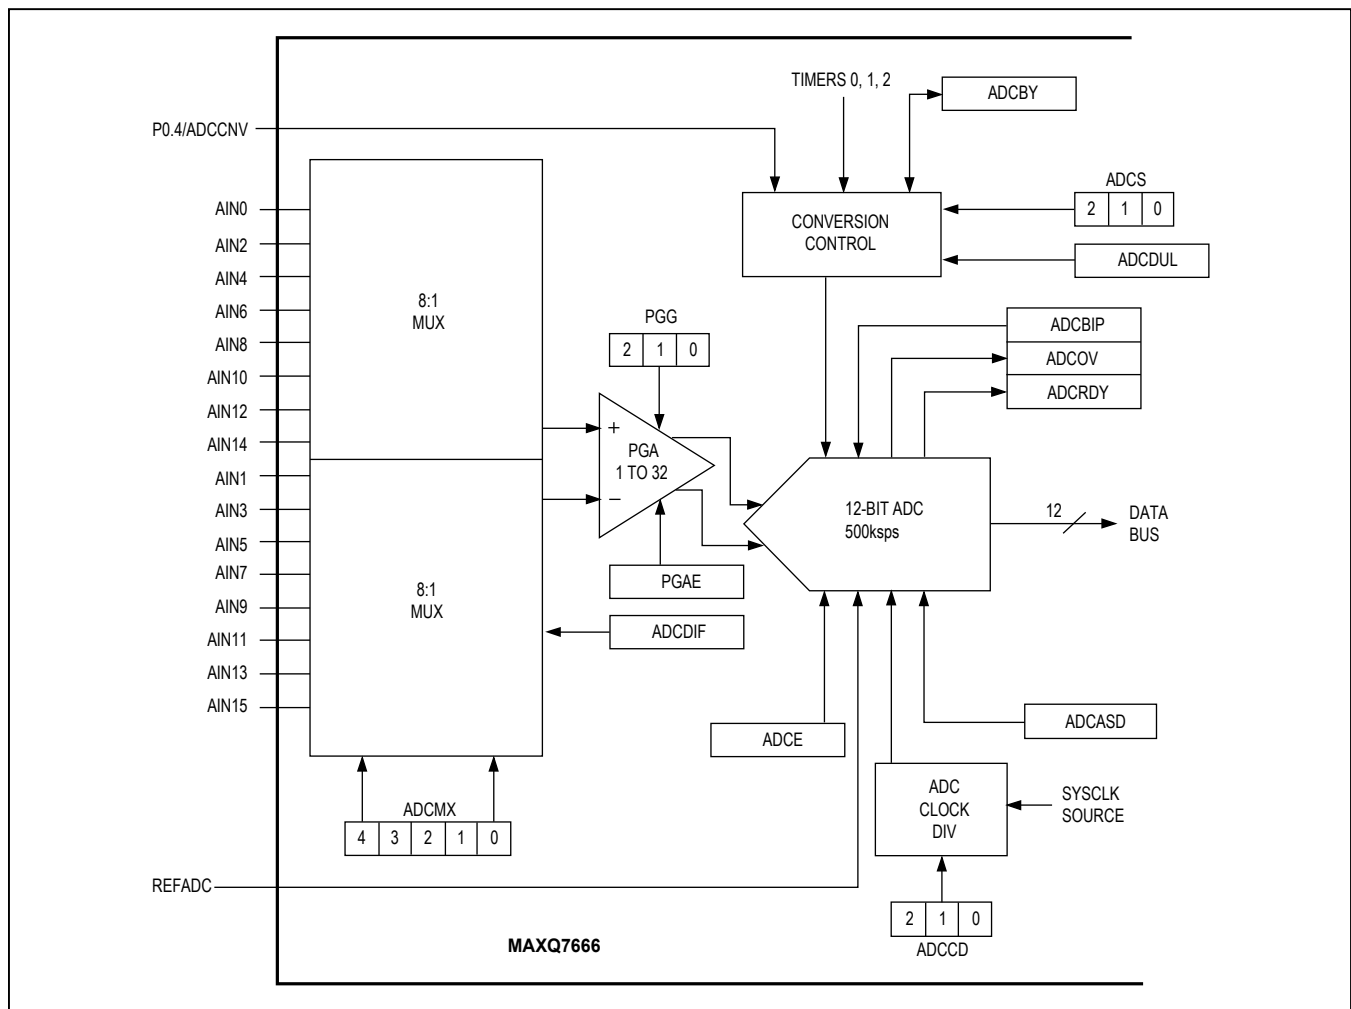 TIMERS 0, 1, 2
ADCBY
P0.4/ADCCNV
ADCS
2 1 0
CONVERSION
CONTROL
ADCDUL
AIN0
AIN2
AIN4
AIN6
AIN8
AIN10
AIN12
AIN14
8:1
MUX
AIN1
AIN3
AIN5
AIN7
AIN9
AIN11
AIN13
AIN15
8:1
MUX
PGG
2 1 0
+
PGA
1 TO 32
−
PGAE
ADCDIF
ADCBIP
ADCOV
ADCRDY
12-BIT ADC
500ksps
12
DATA
BUS
ADCE
ADCASD
ADC
CLOCK
DIV
SYSCLK
SOURCE
ADCMX
4 3 2 1 0
REFADC
2 1 0
ADCCD
MAXQ7666